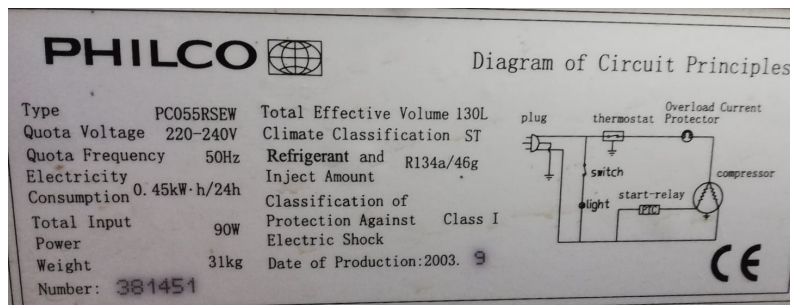 PHILCO
Diagram of Circuit Principles
Type PC055RSEW
Quota Voltage 220-240V
Quota Frequency 50Hz
Electricity
Consumption 0.45kW·h/24h
Total Input
Power 90W
Weight 31kg
Number: 381451
Total Effective Volume 130L
Climate Classification ST
Refrigerant and
Inject Amount R134a/46g
Classification of
Protection Against Class I
Electric Shock
Date of Production:2003. 9
plug
thermostat
Overload Current
Protector
switch
compressor
light
start-relay
PTC
CE